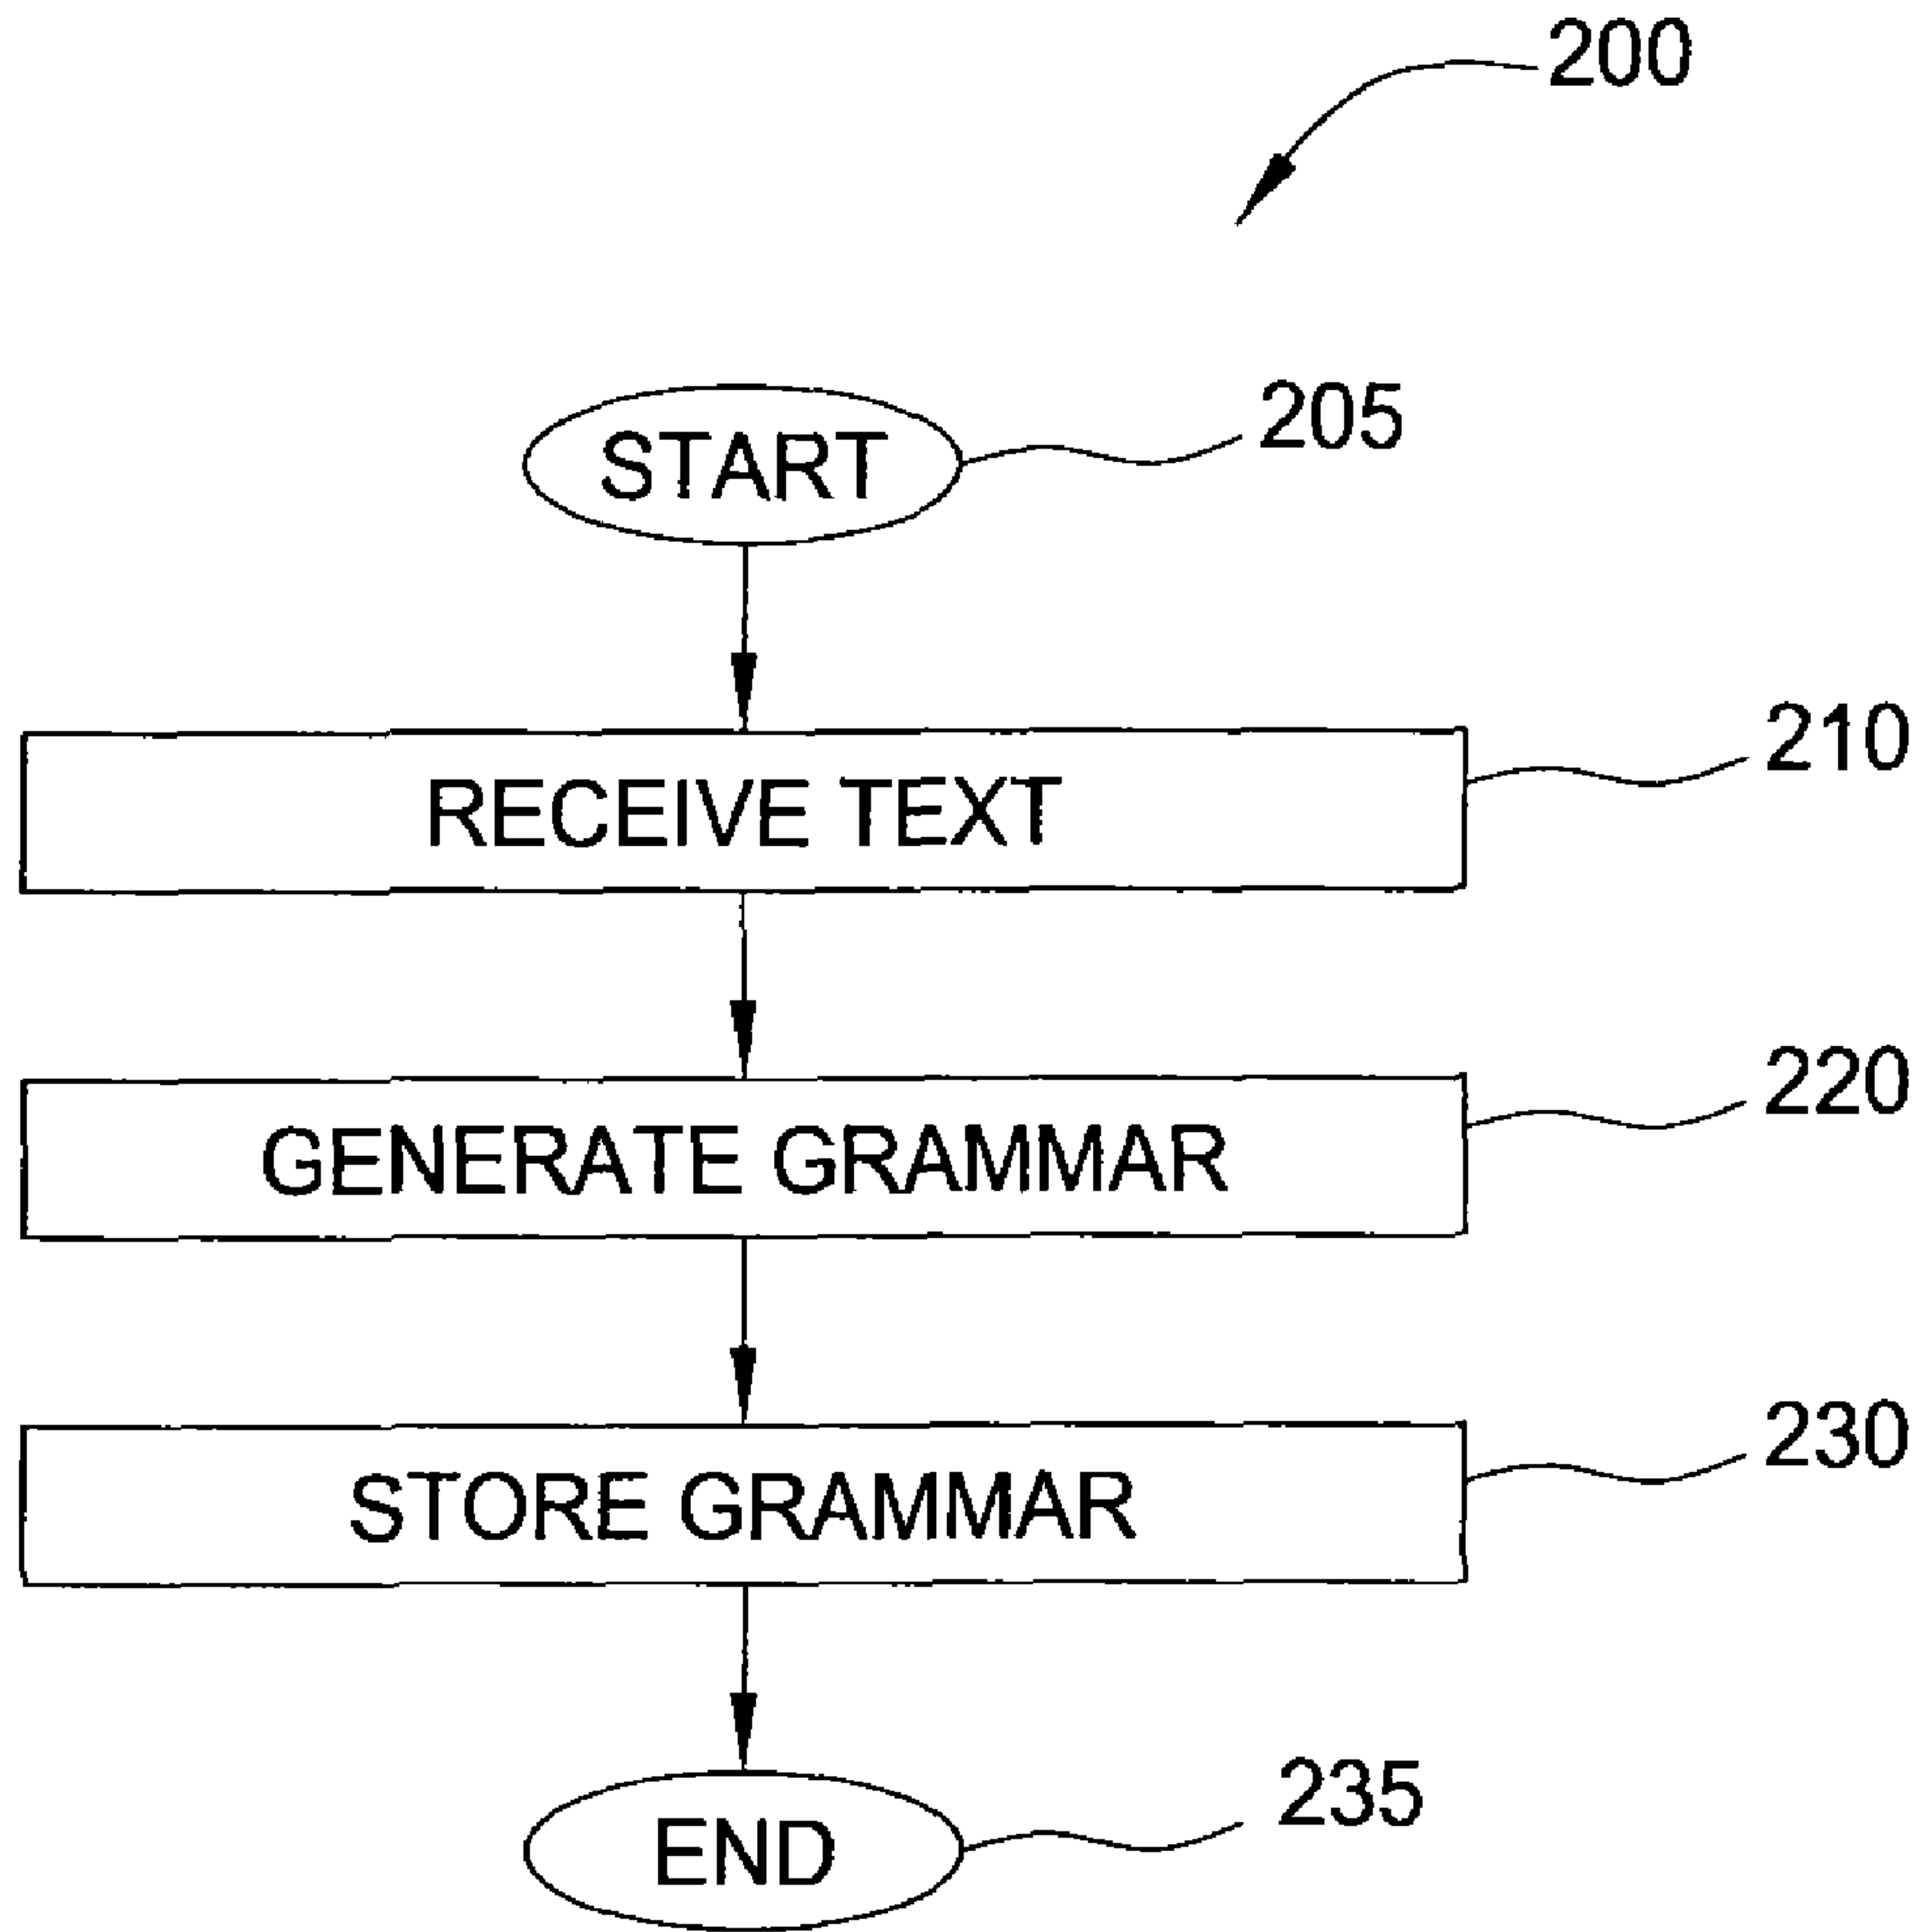 200
START
205
RECEIVE TEXT
210
GENERATE GRAMMAR
220
STORE GRAMMAR
230
END
235